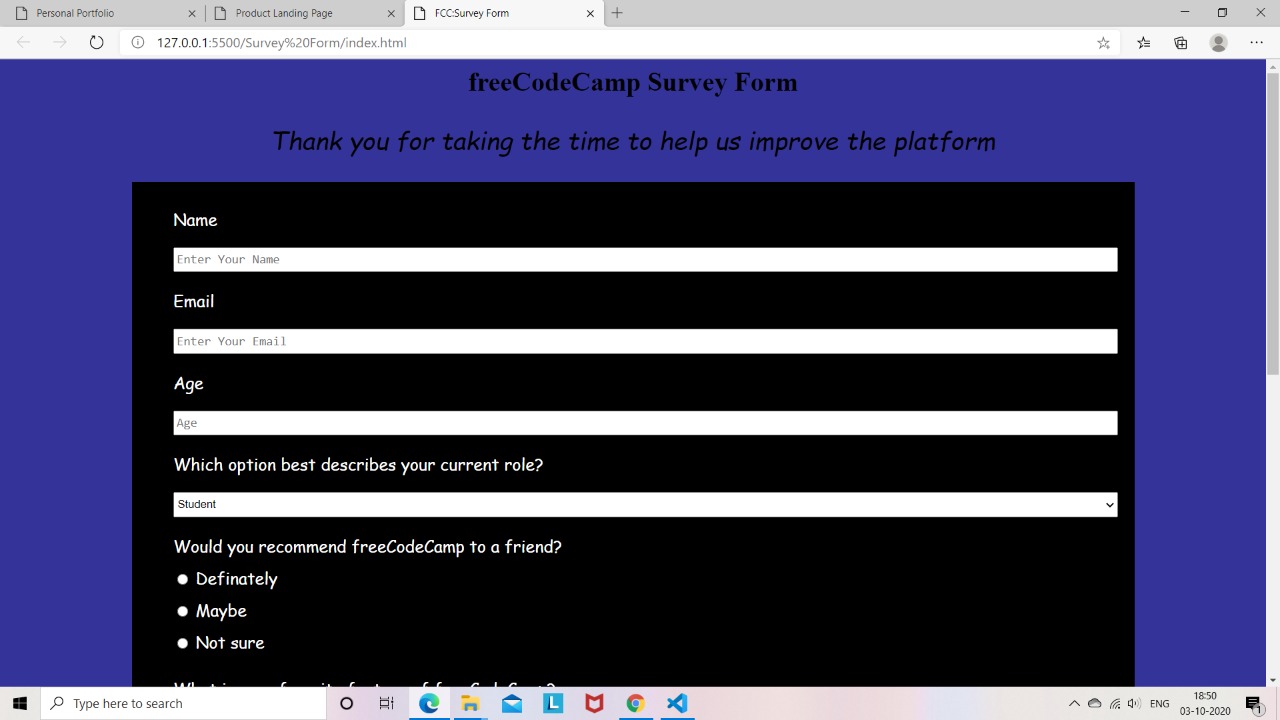 Personal Portfolio
Product Landing Page
FCC:Survey Form
127.0.0.1:5500/Survey%20Form/index.html
freeCodeCamp Survey Form
Thank you for taking the time to help us improve the platform
Name
Enter Your Name
Email
Enter Your Email
Age
Age
Which option best describes your current role?
Student
Would you recommend freeCodeCamp to a friend?
Definately
Maybe
Not sure
Type here to search
L
ENG
18:50
03-10-2020
1